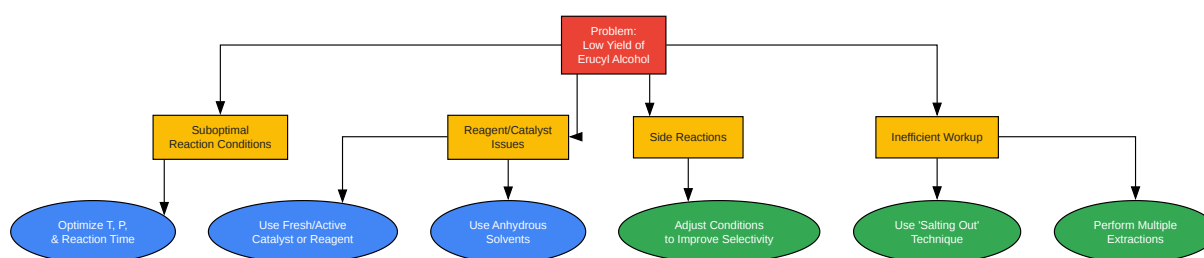 Problem:
Low Yield of
Erucyl Alcohol
Suboptimal
Reaction Conditions
Reagent/Catalyst
Issues
Side Reactions
Inefficient Workup
Optimize T, P,
& Reaction Time
Use Fresh/Active
Catalyst or Reagent
Use Anhydrous
Solvents
Adjust Conditions
to Improve Selectivity
Use 'Salting Out'
Technique
Perform Multiple
Extractions